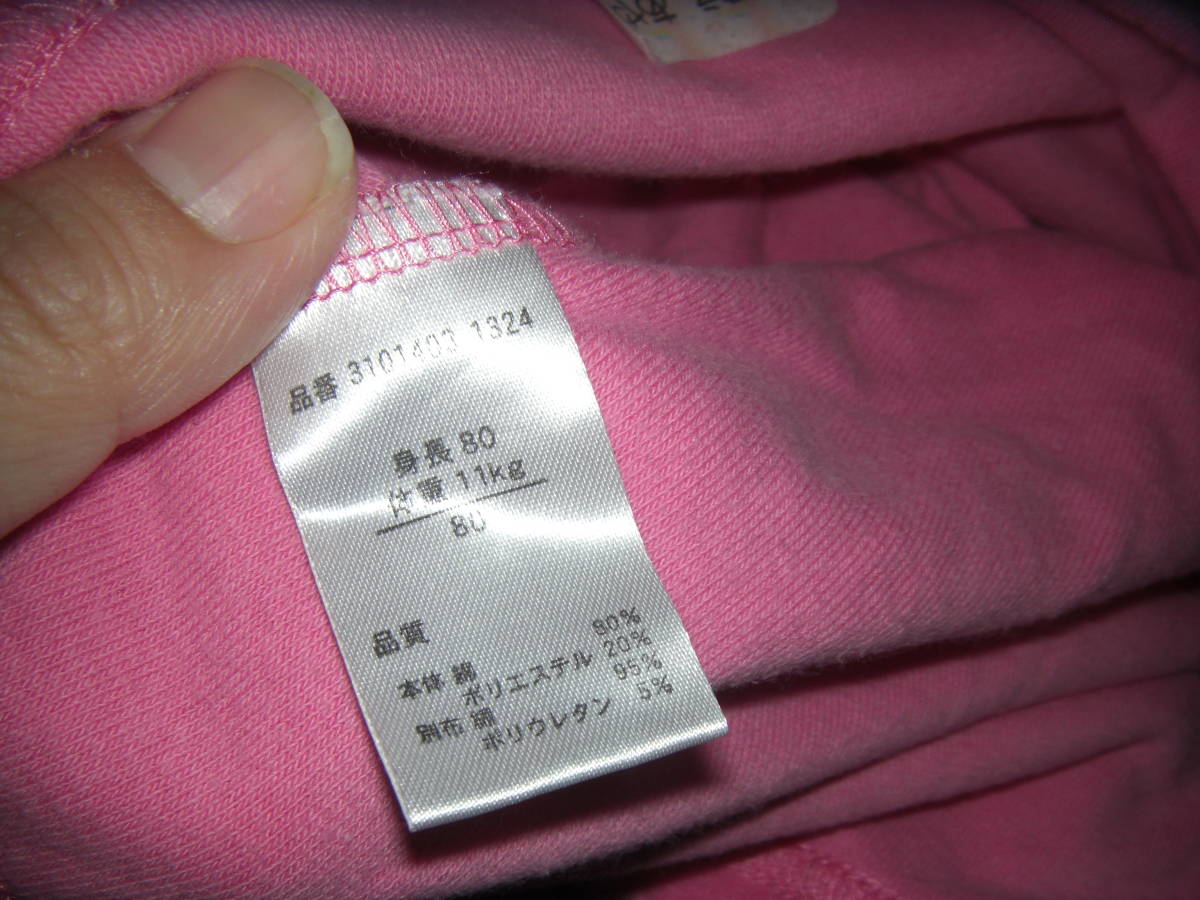 品番 3101403 1324
身長 80
体重 11kg
80
品質
本体 綿 80%
ポリエステル 20%
別布 綿 95%
ポリウレタン 5%